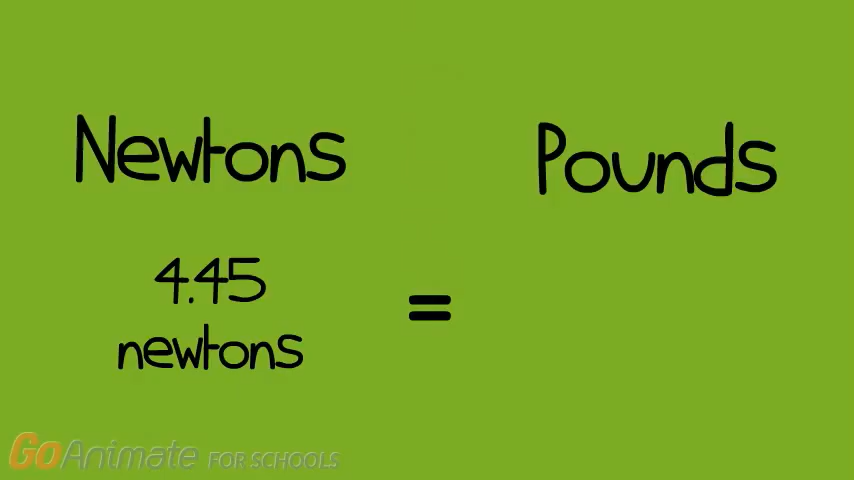 Newtons
Pounds
4.45
newtons
=
GoAnimate FOR SCHOOLS